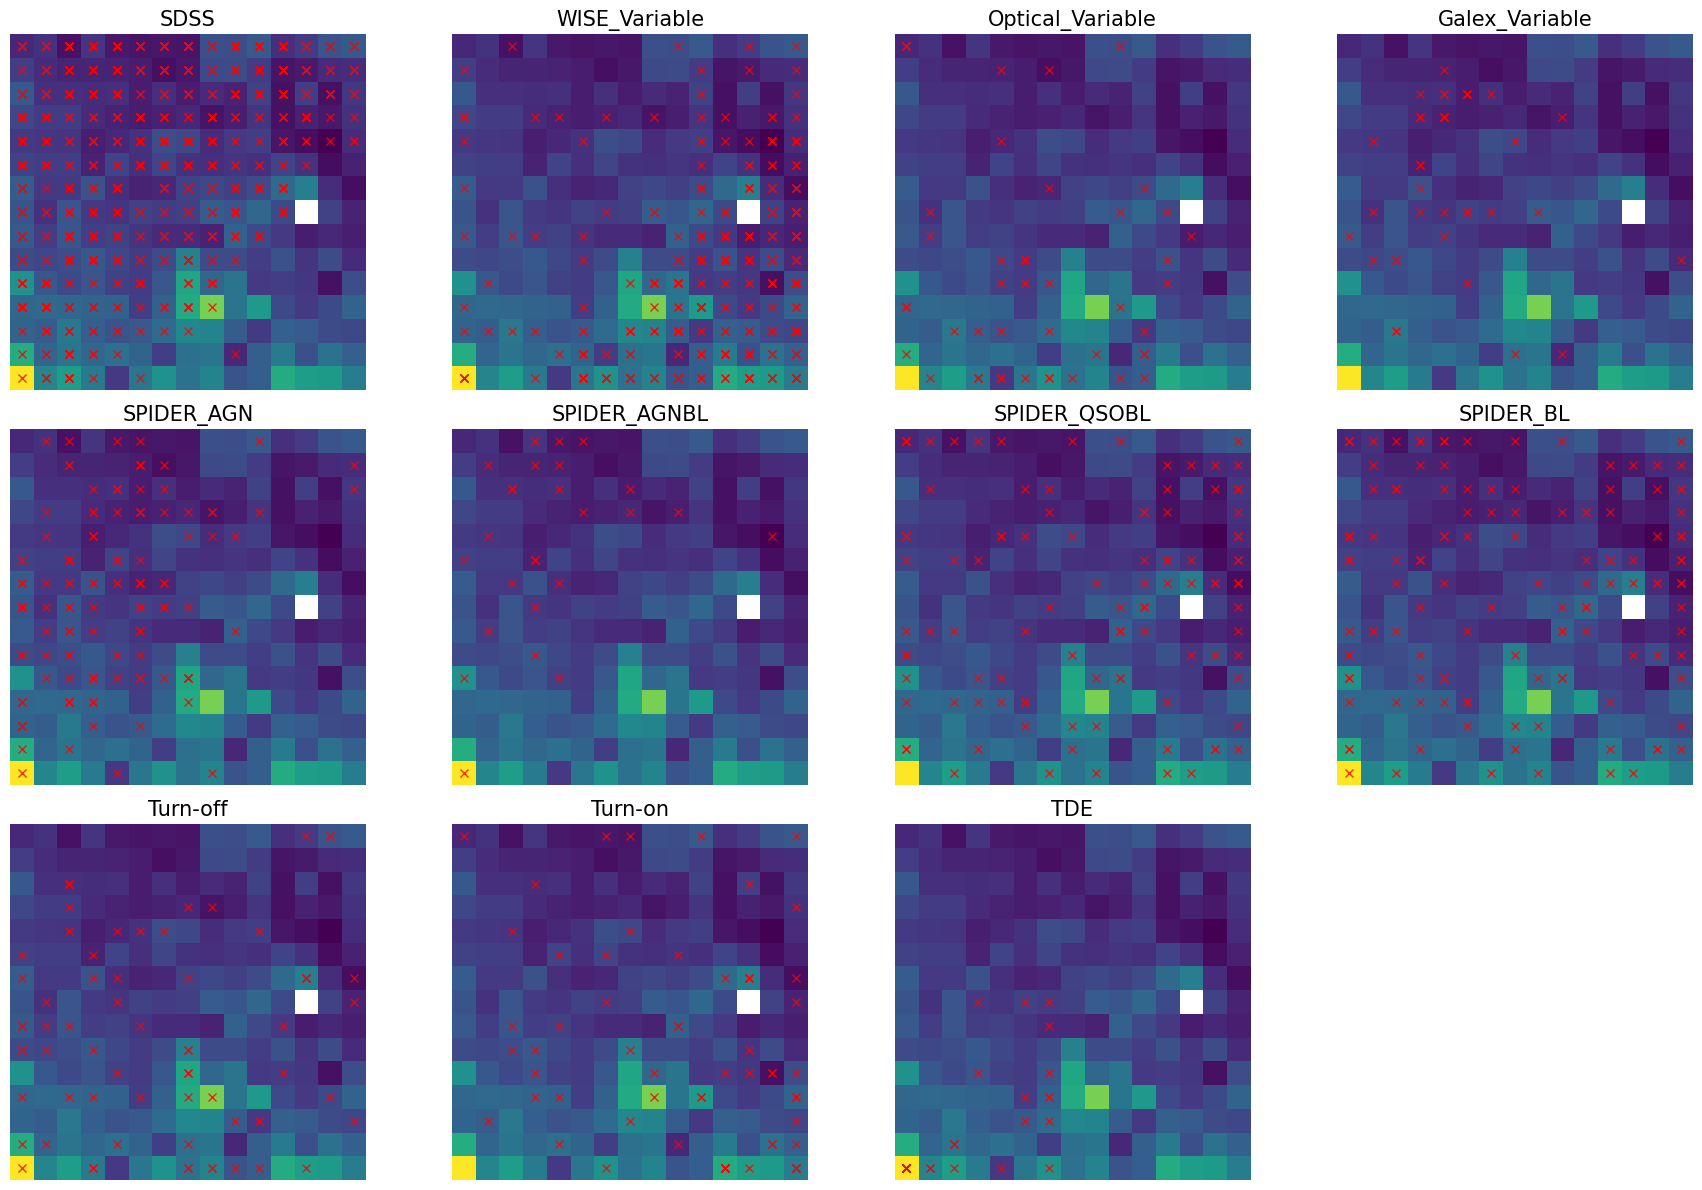 SDSS
WISE_Variable
Optical_Variable
Galex_Variable
SPIDER_AGN
SPIDER_AGNBL
SPIDER_QSOBL
SPIDER_BL
Turn-off
Turn-on
TDE